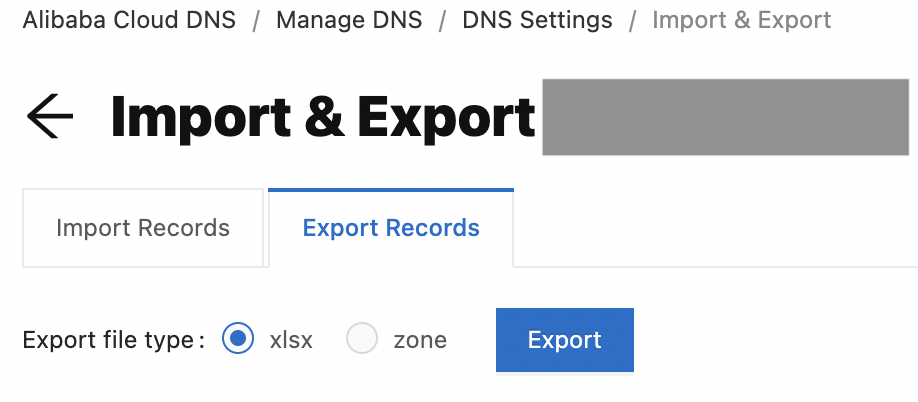 Alibaba Cloud DNS / Manage DNS / DNS Settings / Import & Export
Import & Export
Import Records Export Records
Export file type : xlsx zone Export